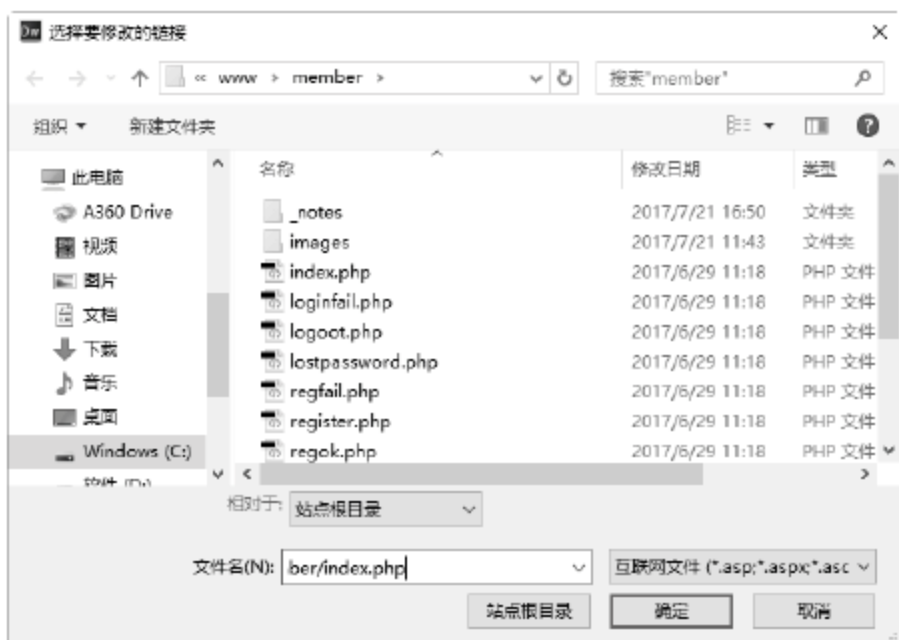 Dw 选择要修改的链接
« www › member ›
搜索"member"
组织 新建文件夹
此电脑
A360 Drive
视频
图片
文档
下载
音乐
桌面
Windows (C:)
软件 (D:)
名称 修改日期 类型
_notes 2017/7/21 16:50 文件夹
images 2017/7/21 11:43 文件夹
index.php 2017/6/29 11:18 PHP 文件
loginfail.php 2017/6/29 11:18 PHP 文件
logoot.php 2017/6/29 11:18 PHP 文件
lostpassword.php 2017/6/29 11:18 PHP 文件
regfail.php 2017/6/29 11:18 PHP 文件
register.php 2017/6/29 11:18 PHP 文件
regok.php 2017/6/29 11:18 PHP 文件
相对于: 站点根目录
文件名(N): ber/index.php 互联网文件 (*.asp;*.aspx;*.asc
站点根目录 确定 取消